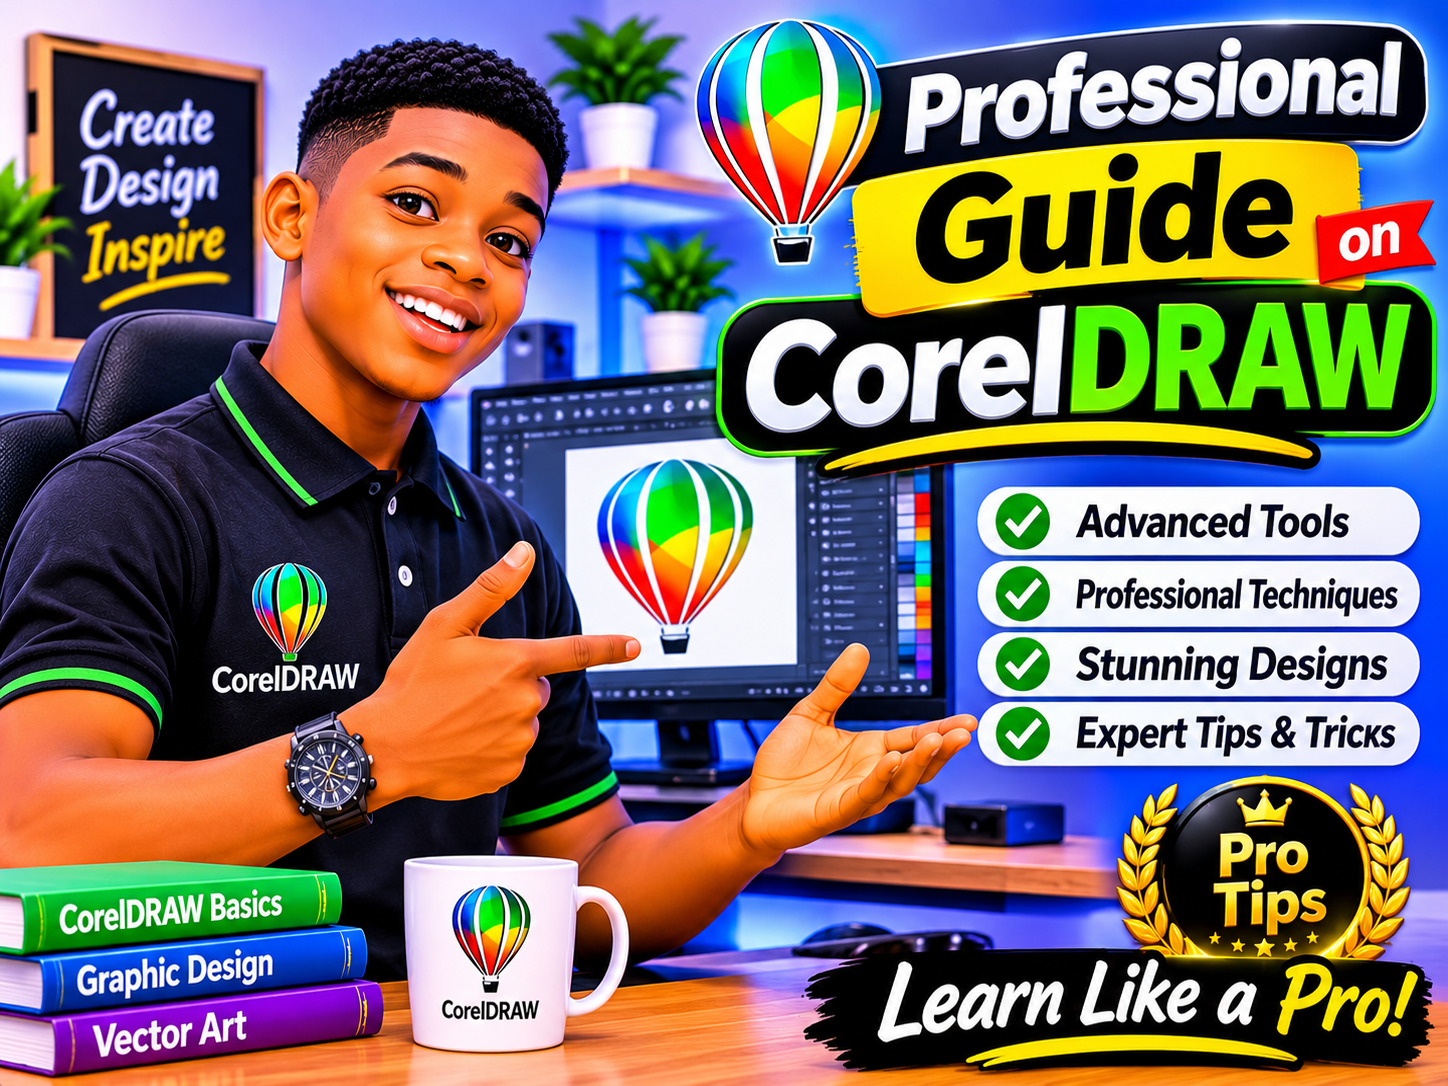 Create
Design
Inspire
Professional
Guide on
CorelDRAW
Advanced Tools
Professional Techniques
Stunning Designs
Expert Tips & Tricks
CorelDRAW
CorelDRAW Basics
Graphic Design
Vector Art
CorelDRAW
Pro
Tips
Learn Like a Pro!